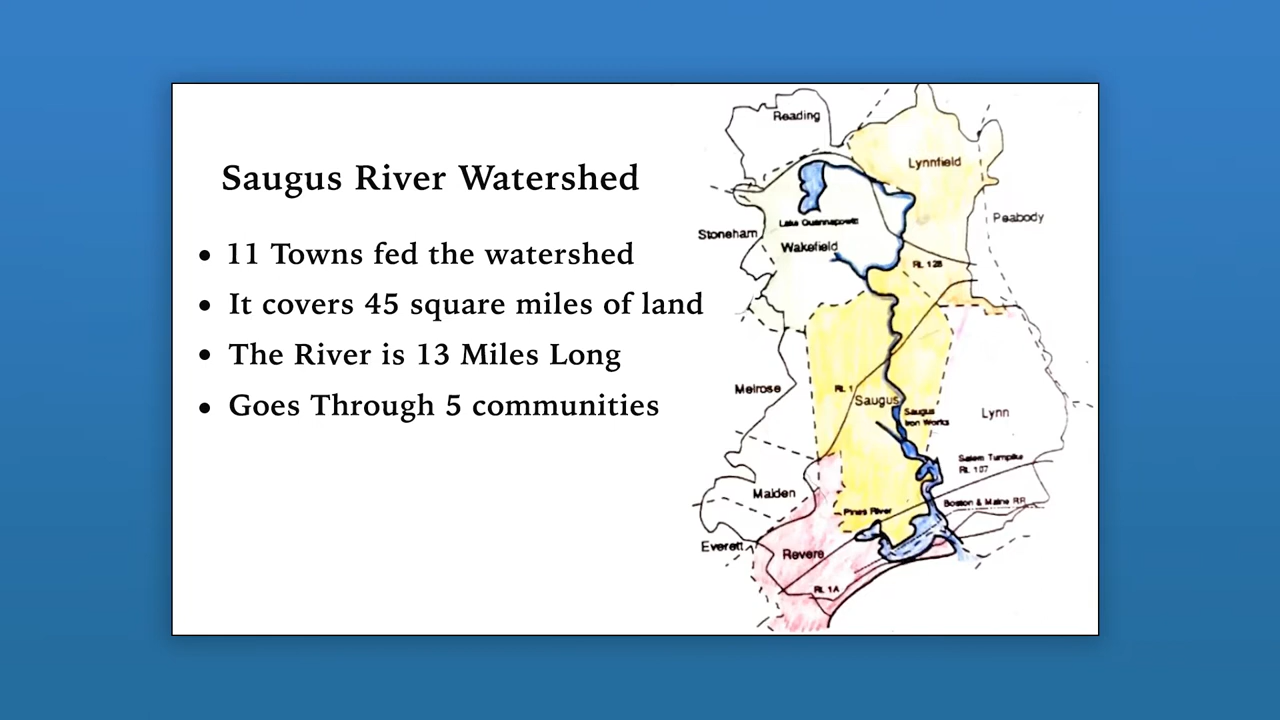 Saugus River Watershed
• 11 Towns fed the watershed
• It covers 45 square miles of land
• The River is 13 Miles Long
• Goes Through 5 communities
Reading
Lynnfield
Peabody
Lake Quannapowitt
Stoneham
Wakefield
Rt. 128
Melrose
Rt. 1
Saugus
Saugus
Iron Works
Lynn
Salem Turnpike
Rt. 107
Malden
Boston & Maine RR
Pines River
Everett
Revere
Rt. 1A